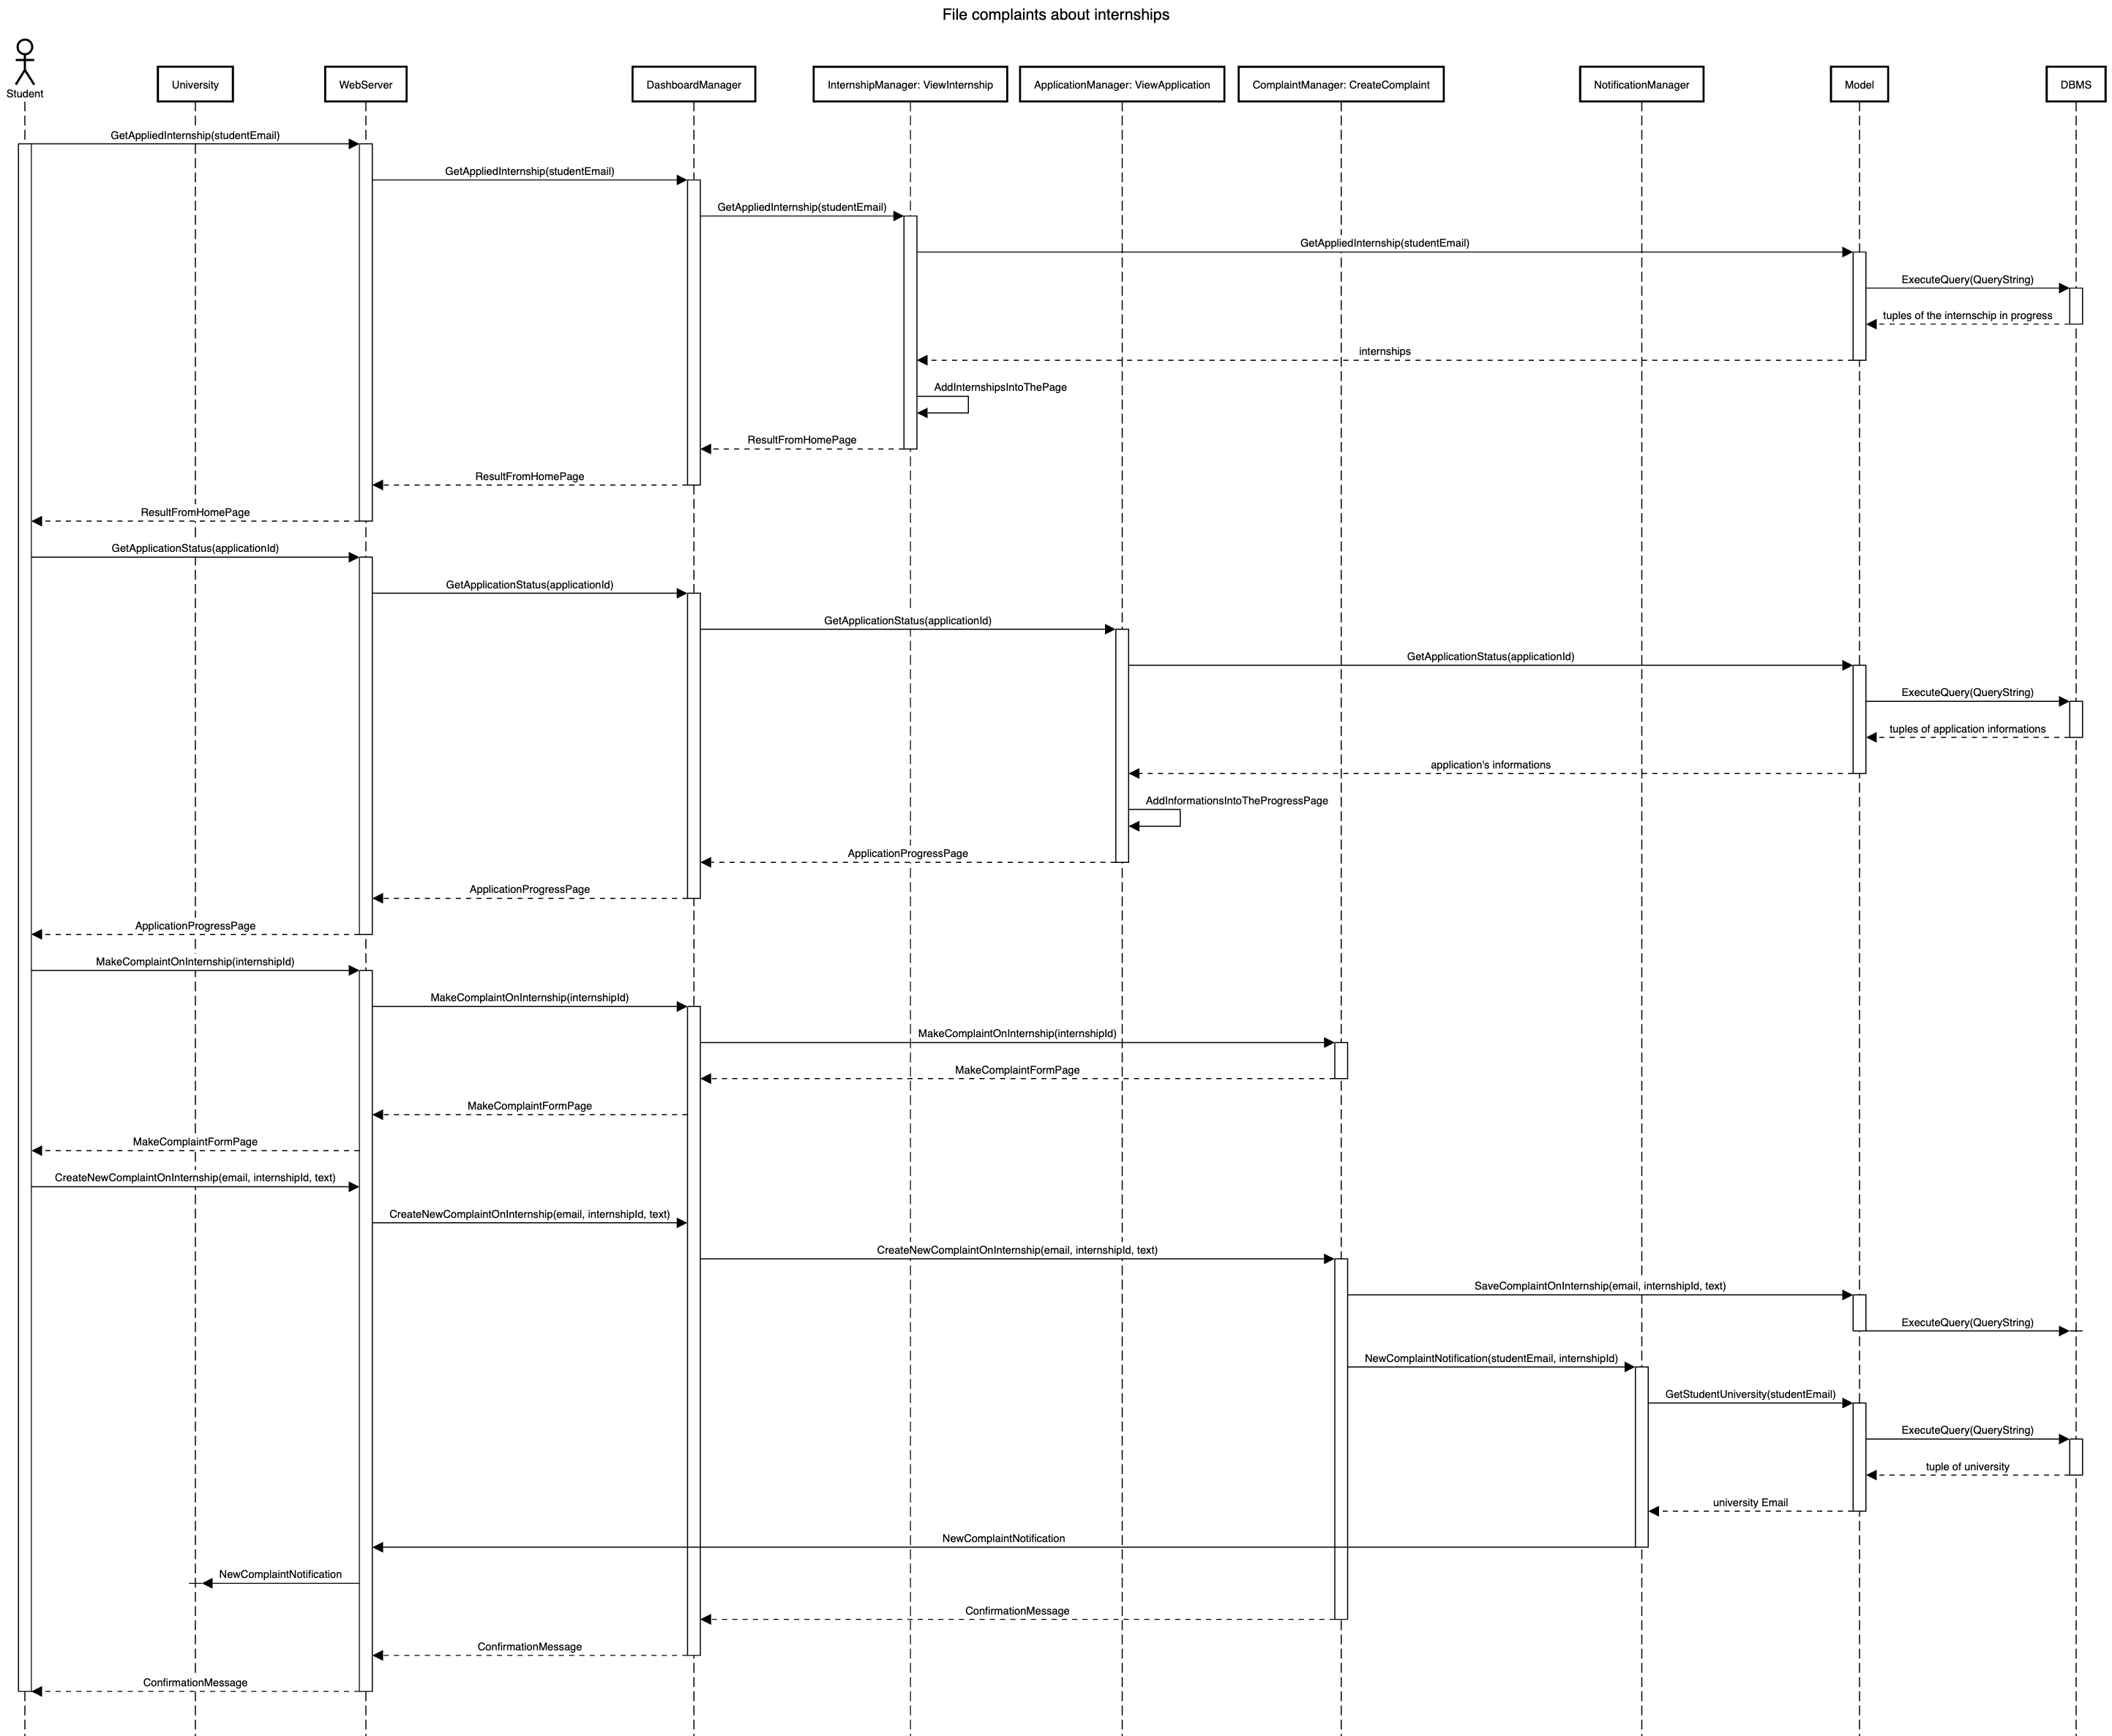 File complaints about internships
Student
University
WebServer
DashboardManager
InternshipManager: ViewInternship
ApplicationManager: ViewApplication
ComplaintManager: CreateComplaint
NotificationManager
Model
DBMS
GetAppliedInternship(studentEmail)
GetAppliedInternship(studentEmail)
GetAppliedInternship(studentEmail)
GetAppliedInternship(studentEmail)
ExecuteQuery(QueryString)
tuples of the internschip in progress
internships
AddInternshipsIntoThePage
ResultFromHomePage
ResultFromHomePage
ResultFromHomePage
GetApplicationStatus(applicationId)
GetApplicationStatus(applicationId)
GetApplicationStatus(applicationId)
GetApplicationStatus(applicationId)
ExecuteQuery(QueryString)
tuples of application informations
application's informations
AddInformationsIntoTheProgressPage
ApplicationProgressPage
ApplicationProgressPage
ApplicationProgressPage
MakeComplaintOnInternship(internshipId)
MakeComplaintOnInternship(internshipId)
MakeComplaintOnInternship(internshipId)
MakeComplaintFormPage
MakeComplaintFormPage
MakeComplaintFormPage
CreateNewComplaintOnInternship(email, internshipId, text)
CreateNewComplaintOnInternship(email, internshipId, text)
CreateNewComplaintOnInternship(email, internshipId, text)
SaveComplaintOnInternship(email, internshipId, text)
ExecuteQuery(QueryString)
NewComplaintNotification(studentEmail, internshipId)
GetStudentUniversity(studentEmail)
ExecuteQuery(QueryString)
tuple of university
university Email
NewComplaintNotification
NewComplaintNotification
ConfirmationMessage
ConfirmationMessage
ConfirmationMessage